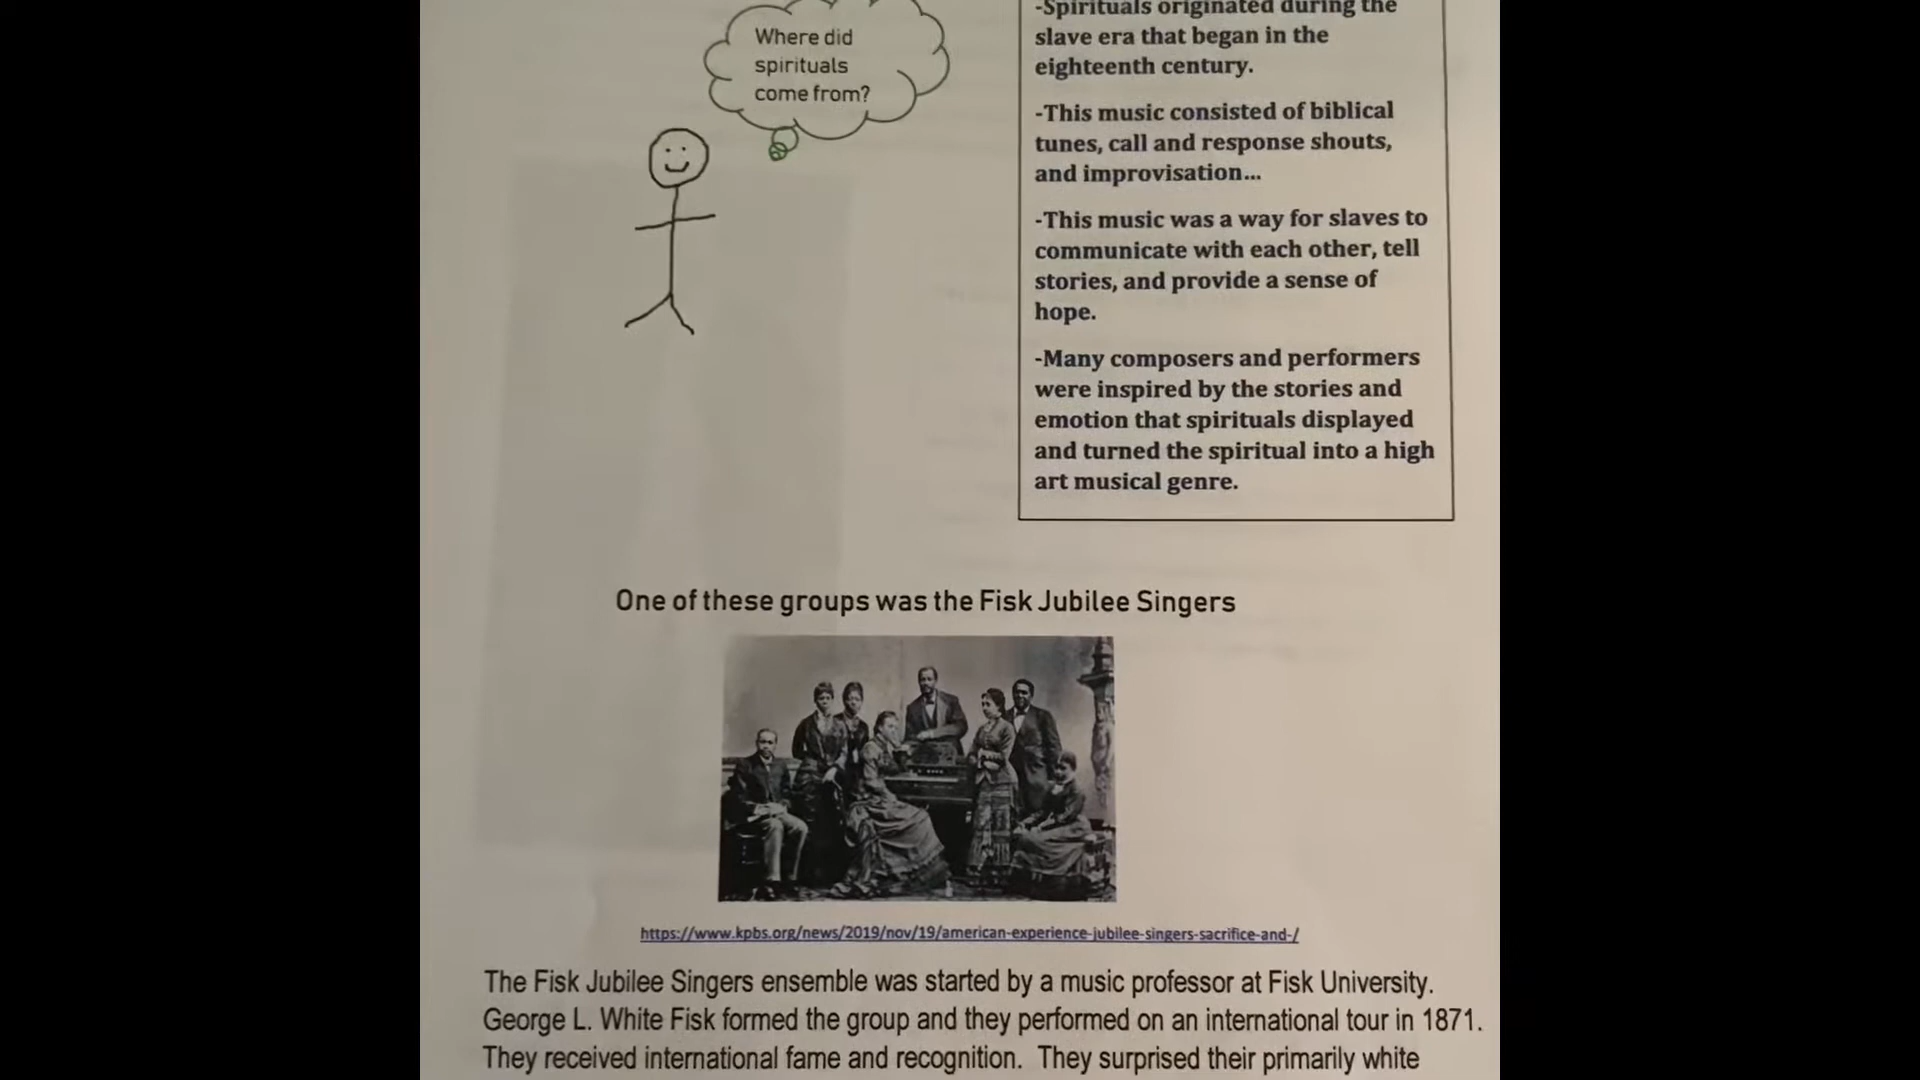 Where did
spirituals
come from?
-Spirituals originated during the
slave era that began in the
eighteenth century.
-This music consisted of biblical
tunes, call and response shouts,
and improvisation...
-This music was a way for slaves to
communicate with each other, tell
stories, and provide a sense of
hope.
-Many composers and performers
were inspired by the stories and
emotion that spirituals displayed
and turned the spiritual into a high
art musical genre.
One of these groups was the Fisk Jubilee Singers
https://www.kpbs.org/news/2019/nov/19/american-experience-jubilee-singers-sacrifice-and-/
The Fisk Jubilee Singers ensemble was started by a music professor at Fisk University.
George L. White Fisk formed the group and they performed on an international tour in 1871.
They received international fame and recognition. They surprised their primarily white